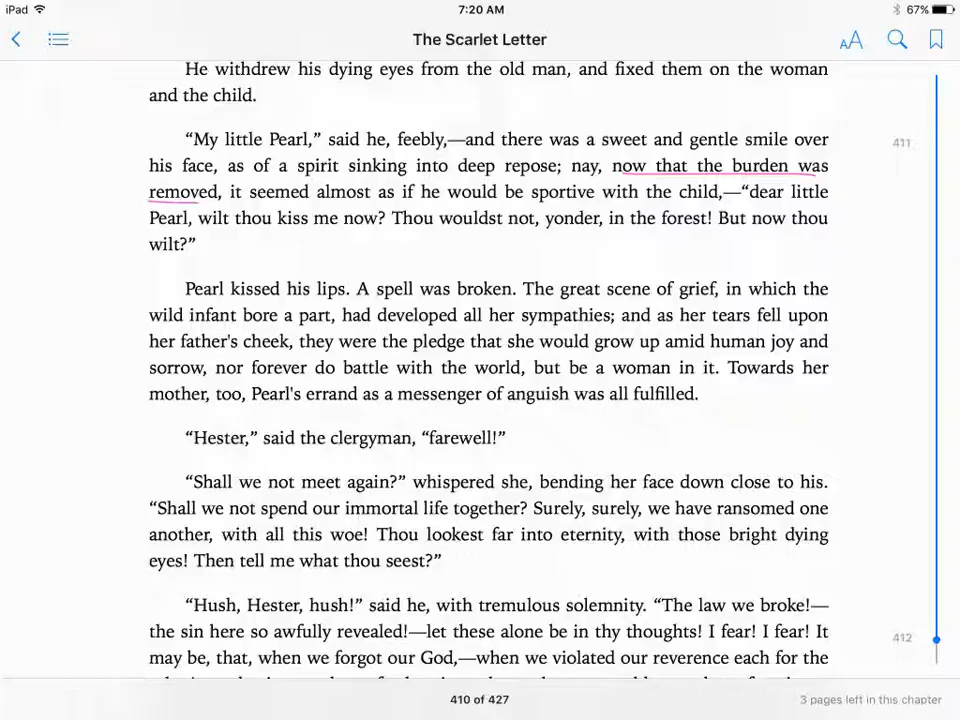 iPad 7:20 AM 67%
The Scarlet Letter AA
He withdrew his dying eyes from the old man, and fixed them on the woman
and the child.
“My little Pearl,” said he, feebly,—and there was a sweet and gentle smile over
411
his face, as of a spirit sinking into deep repose; nay, now that the burden was
removed, it seemed almost as if he would be sportive with the child,—“dear little
Pearl, wilt thou kiss me now? Thou wouldst not, yonder, in the forest! But now thou
wilt?”
Pearl kissed his lips. A spell was broken. The great scene of grief, in which the
wild infant bore a part, had developed all her sympathies; and as her tears fell upon
her father's cheek, they were the pledge that she would grow up amid human joy and
sorrow, nor forever do battle with the world, but be a woman in it. Towards her
mother, too, Pearl's errand as a messenger of anguish was all fulfilled.
“Hester,” said the clergyman, “farewell!”
“Shall we not meet again?” whispered she, bending her face down close to his.
“Shall we not spend our immortal life together? Surely, surely, we have ransomed one
another, with all this woe! Thou lookest far into eternity, with those bright dying
eyes! Then tell me what thou seest?”
“Hush, Hester, hush!” said he, with tremulous solemnity. “The law we broke!—
the sin here so awfully revealed!—let these alone be in thy thoughts! I fear! I fear! It
412
may be, that, when we forgot our God,—when we violated our reverence each for the
410 of 427
3 pages left in this chapter